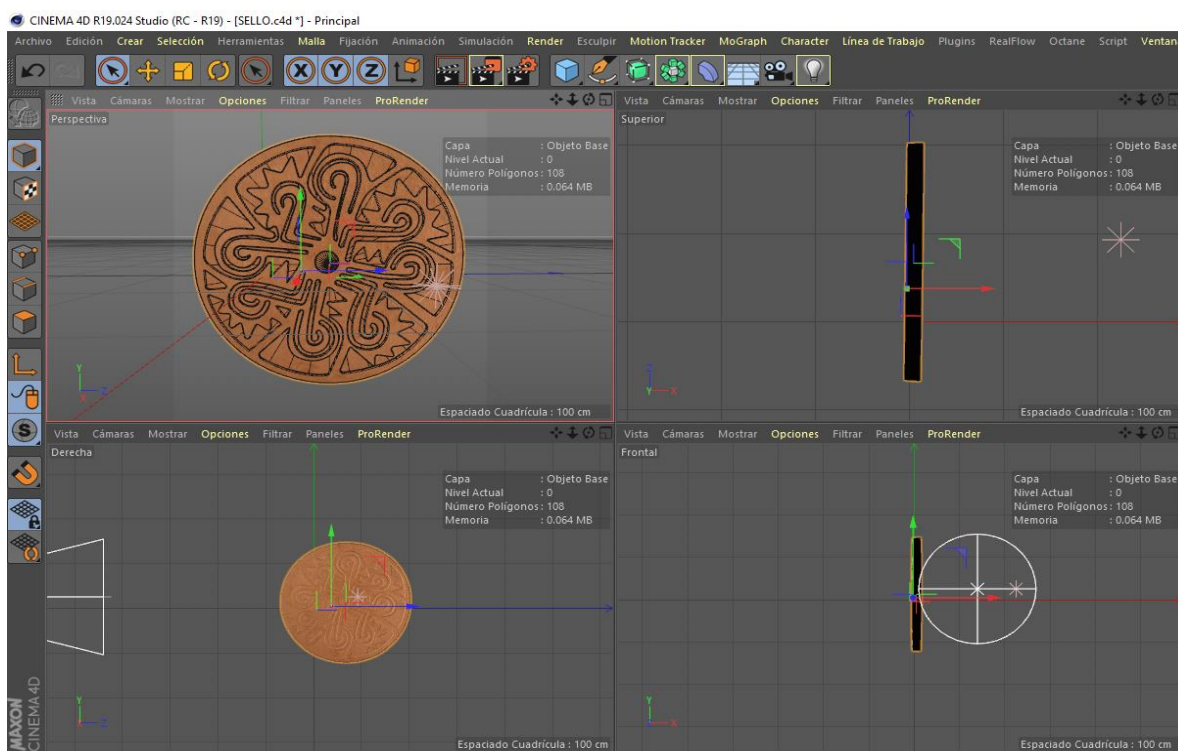 CINEMA 4D R19.024 Studio (RC - R19) - [SELLO.c4d *] - Principal
Archivo Edición Crear Selección Herramientas Malla Fijación Animación Simulación Render Esculpir Motion Tracker MoGraph Character Línea de Trabajo Plugins RealFlow Octane Script Ventan
X Y Z
Vista Cámaras Mostrar Opciones Filtrar Paneles ProRender
Perspectiva
Capa : Objeto Base
Nivel Actual : 0
Número Polígonos : 108
Memoria : 0.064 MB
Y
Z
Espaciado Cuadrícula : 100 cm
Vista Cámaras Mostrar Opciones Filtrar Paneles ProRender
Superior
Capa : Objeto Base
Nivel Actual : 0
Número Polígonos : 108
Memoria : 0.064 MB
Z
Y X
Espaciado Cuadrícula : 100 cm
S
Vista Cámaras Mostrar Opciones Filtrar Paneles ProRender
Derecha
Capa : Objeto Base
Nivel Actual : 0
Número Polígonos : 108
Memoria : 0.064 MB
Y
X Z
Espaciado Cuadrícula : 100 cm
Vista Cámaras Mostrar Opciones Filtrar Paneles ProRender
Frontal
Capa : Objeto Base
Nivel Actual : 0
Número Polígonos : 108
Memoria : 0.064 MB
Y
X
Espaciado Cuadrícula : 100 cm
MAXON
CINEMA 4D